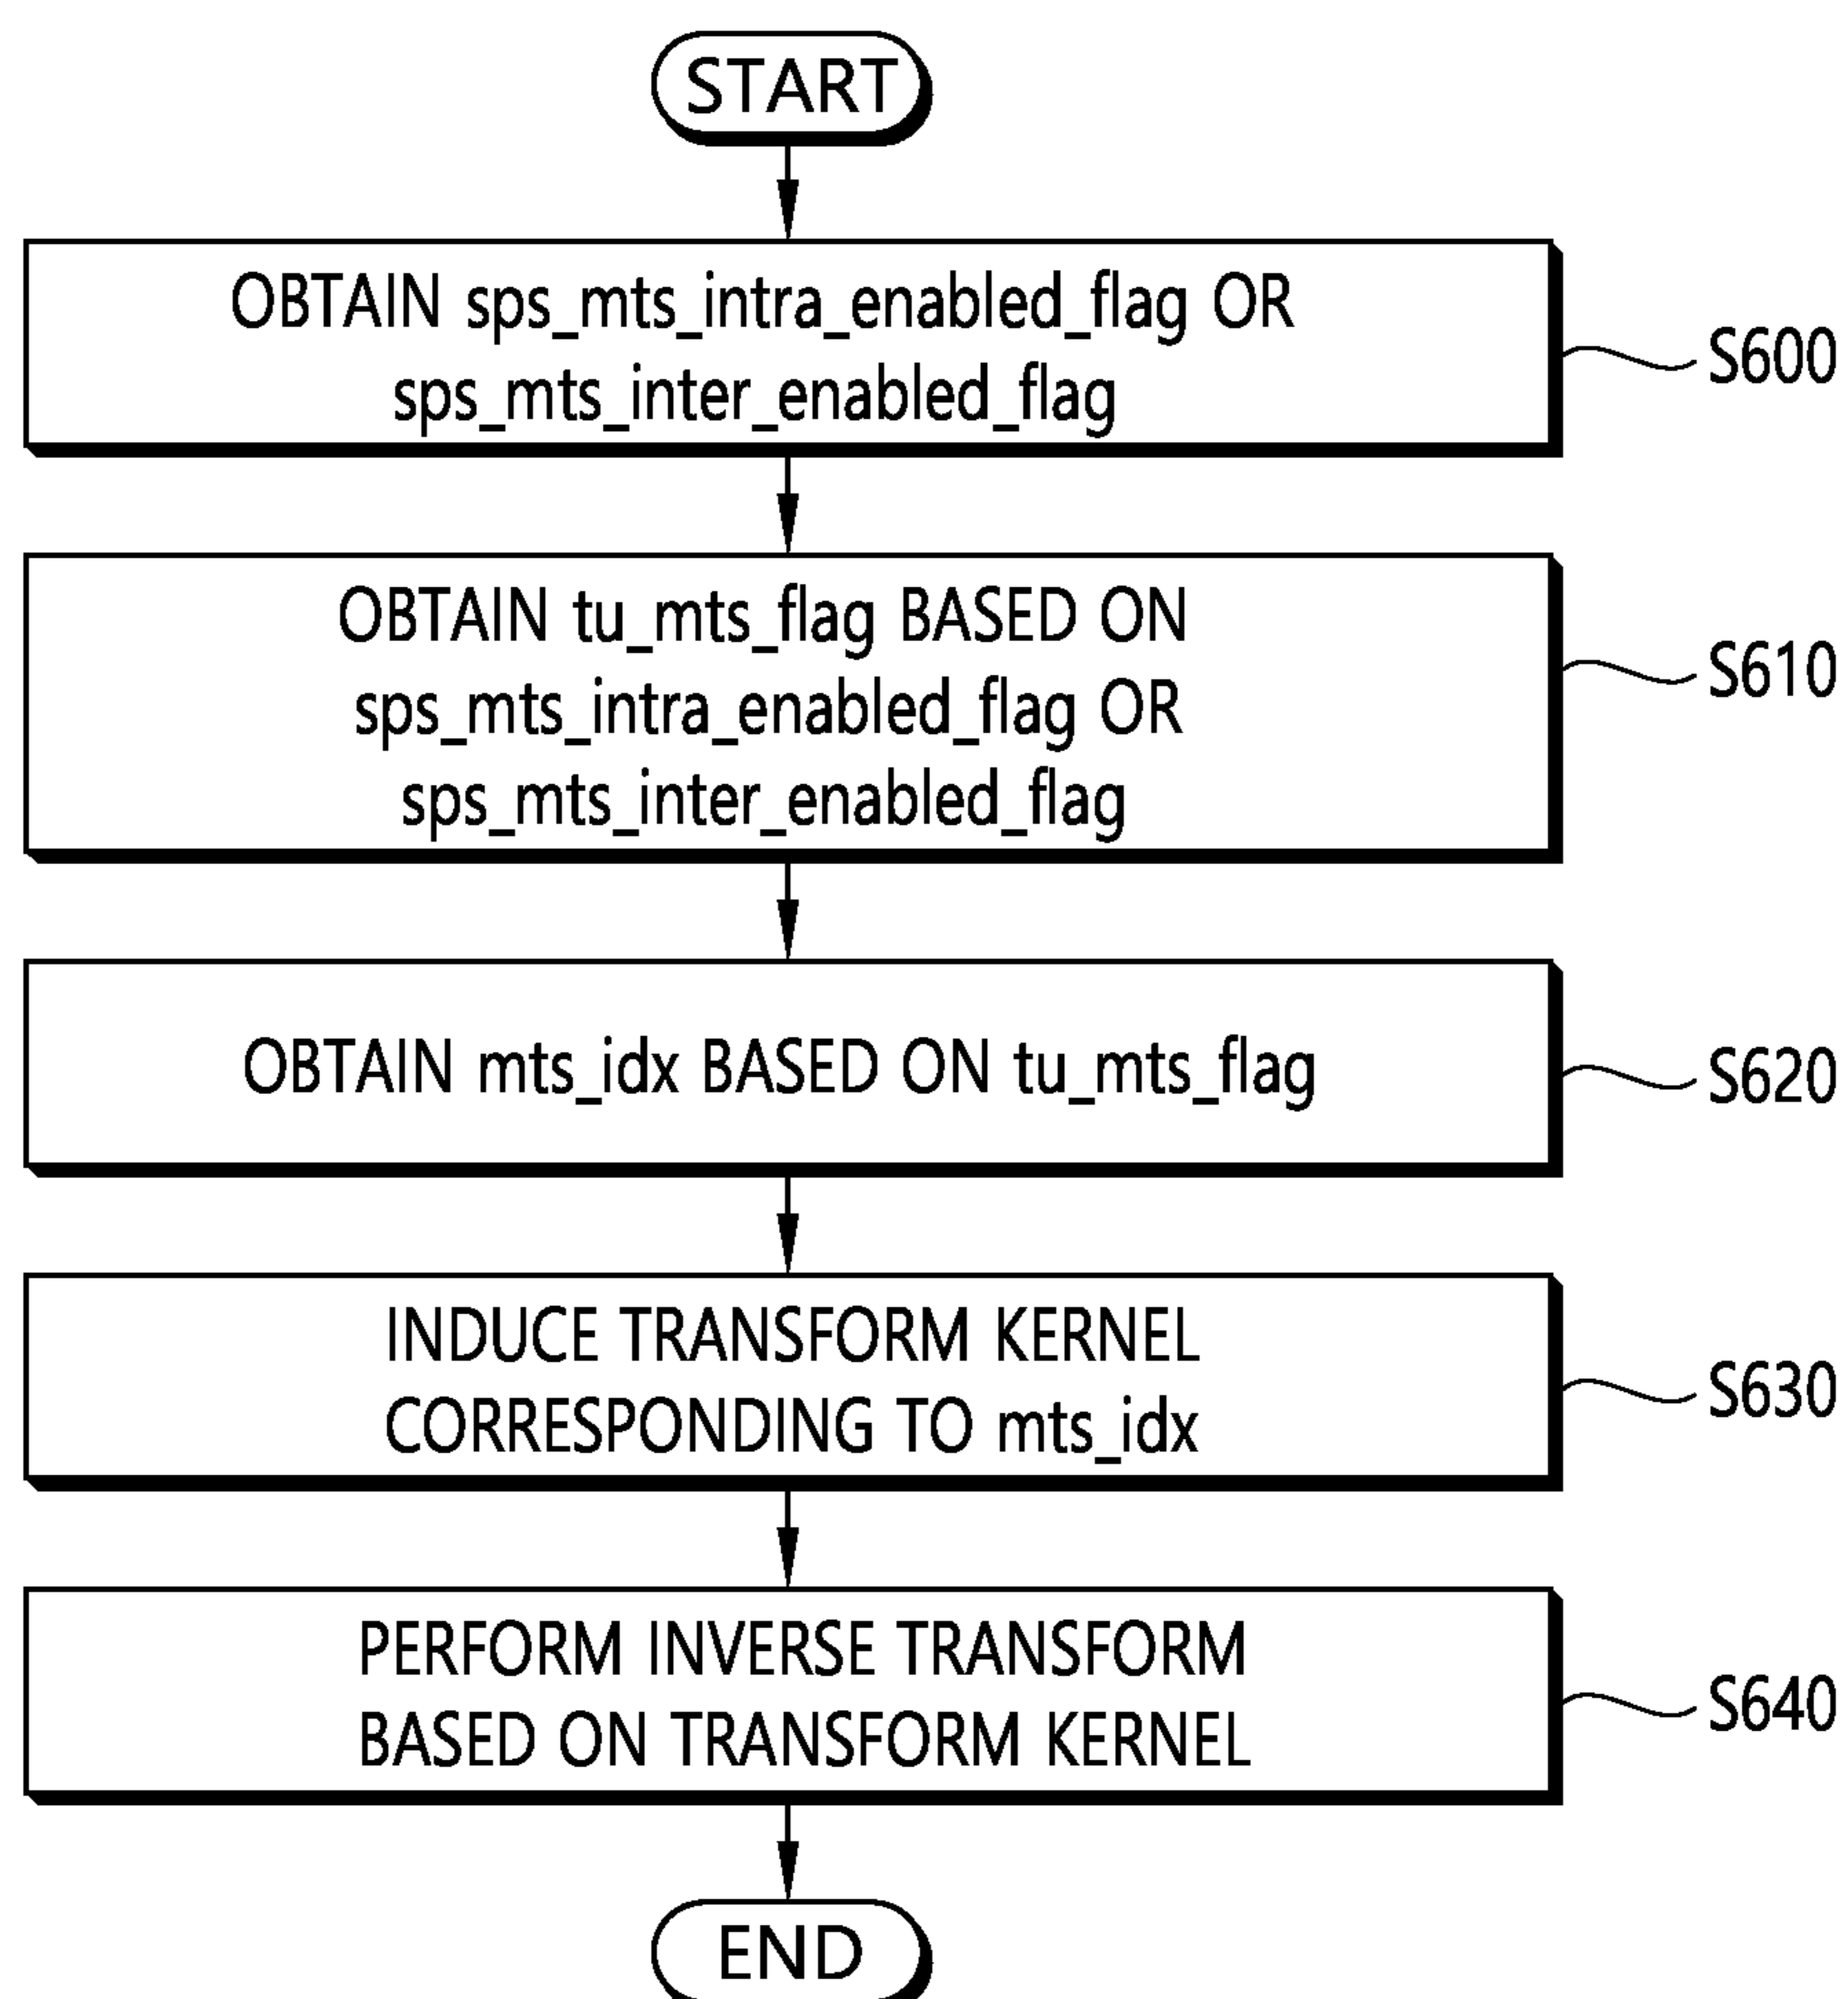 START
OBTAIN sps_mts_intra_enabled_flag OR
sps_mts_inter_enabled_flag
S600
OBTAIN tu_mts_flag BASED ON
sps_mts_intra_enabled_flag OR
sps_mts_inter_enabled_flag
S610
OBTAIN mts_idx BASED ON tu_mts_flag
S620
INDUCE TRANSFORM KERNEL
CORRESPONDING TO mts_idx
S630
PERFORM INVERSE TRANSFORM
BASED ON TRANSFORM KERNEL
S640
END